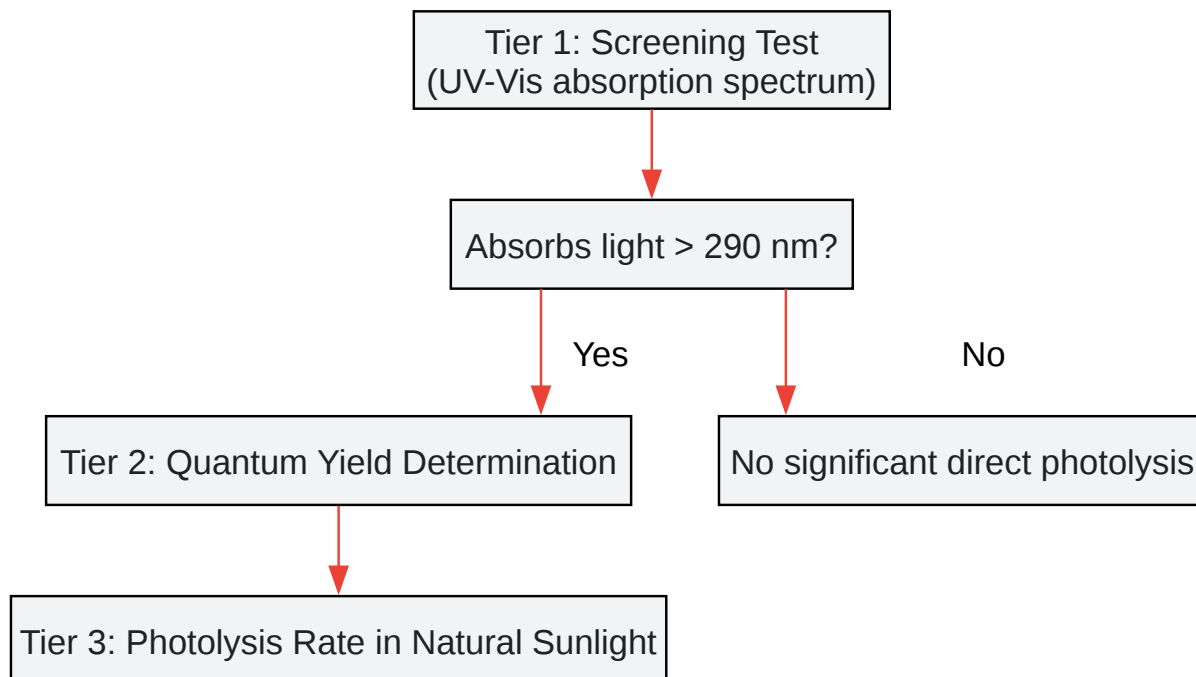 Tier 1: Screening Test
(UV-Vis absorption spectrum)
Absorbs light > 290 nm?
Yes
No
Tier 2: Quantum Yield Determination
No significant direct photolysis
Tier 3: Photolysis Rate in Natural Sunlight